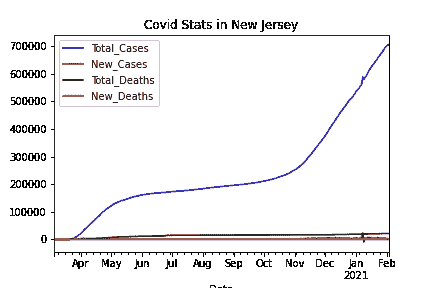 Covid Stats in New Jersey
Total_Cases
New_Cases
Total_Deaths
New_Deaths
700000
600000
500000
400000
300000
200000
100000
0
Apr May Jun Jul Aug Sep Oct Nov Dec Jan Feb
2021